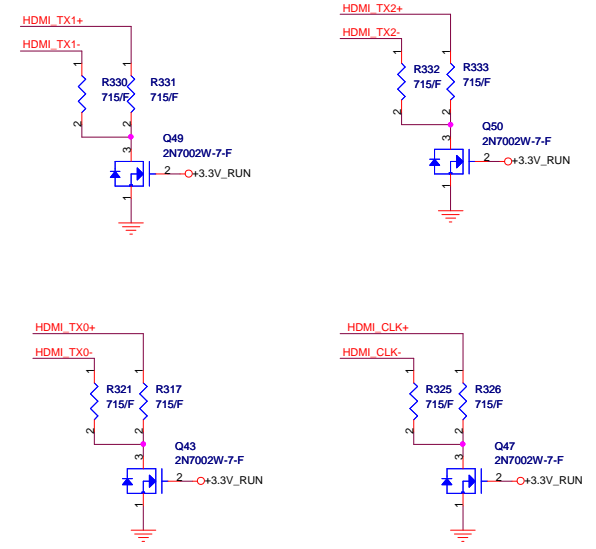 HDMI_TX1+
HDMI_TX1-
1
1
R330
715/F
R331
715/F
2
2
Q49
2N7002W-7-F
3
2
+3.3V_RUN
1
HDMI_TX2+
HDMI_TX2-
1
1
R332
715/F
R333
715/F
2
2
Q50
2N7002W-7-F
3
2
+3.3V_RUN
1
HDMI_TX0+
HDMI_TX0-
1
1
R321
715/F
R317
715/F
2
2
Q43
2N7002W-7-F
3
2
+3.3V_RUN
1
HDMI_CLK+
HDMI_CLK-
1
1
R325
715/F
R326
715/F
2
2
Q47
2N7002W-7-F
3
2
+3.3V_RUN
1